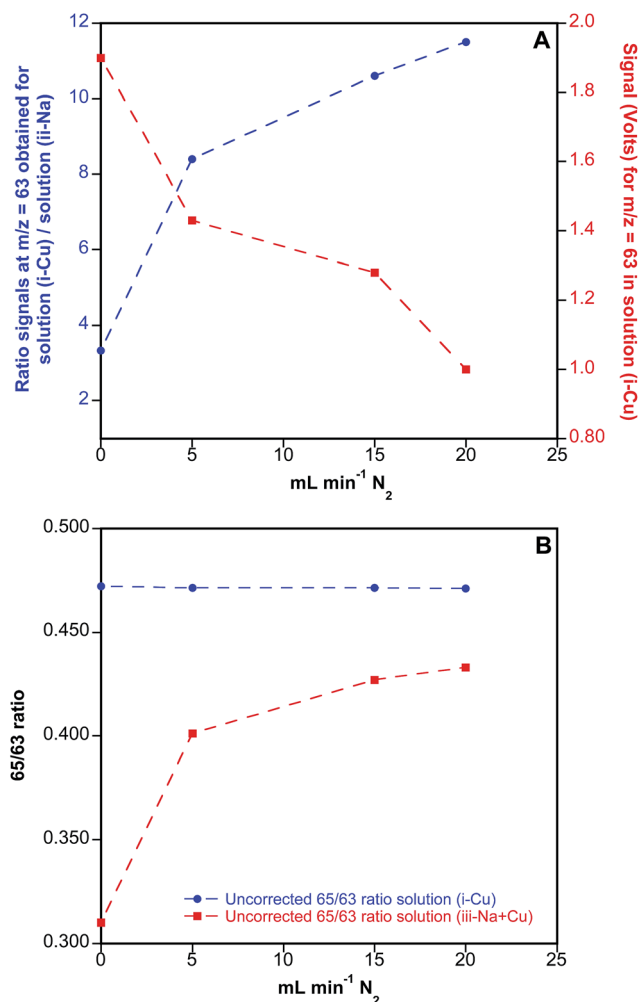 A
12
10
8
6
4
2
Ratio signals at m/z = 63 obtained for
solution (i-Cu) / solution (ii-Na)
2.0
1.8
1.6
1.4
1.2
1.0
0.80
Signal (Volts) for m/z = 63 in solution (i-Cu)
0 5 10 15 20 25
mL min⁻¹ N₂
B
0.500
0.450
0.400
0.350
0.300
65/63 ratio
Uncorrected 65/63 ratio solution (i-Cu)
Uncorrected 65/63 ratio solution (iii-Na+Cu)
0 5 10 15 20 25
mL min⁻¹ N₂